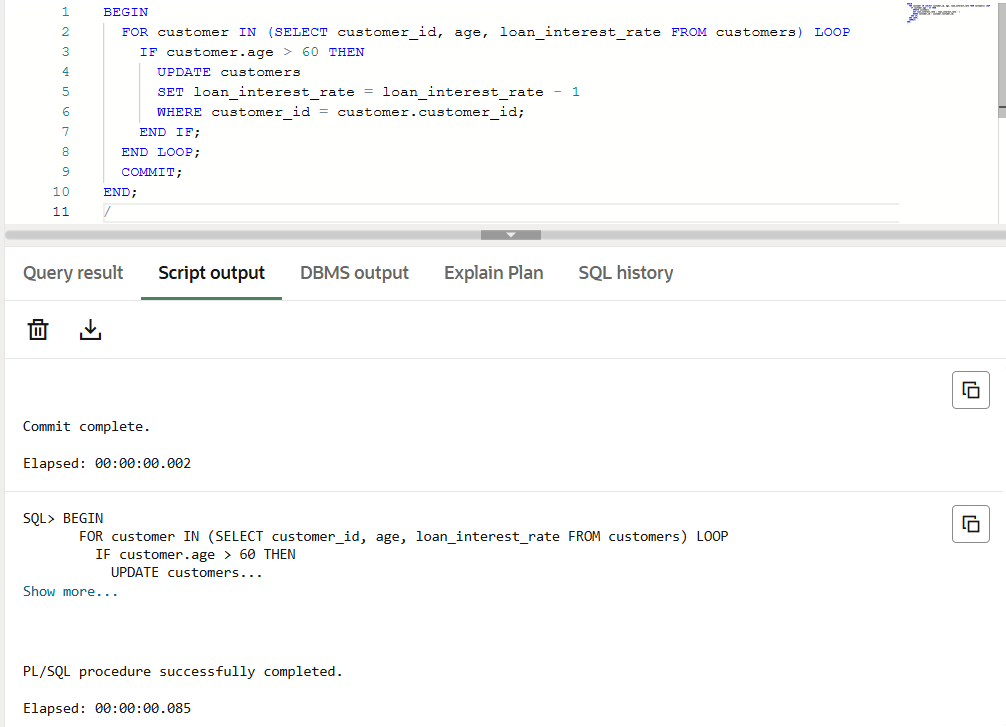 1 BEGIN
2 FOR customer IN (SELECT customer_id, age, loan_interest_rate FROM customers) LOOP
3 IF customer.age > 60 THEN
4 UPDATE customers
5 SET loan_interest_rate = loan_interest_rate - 1
6 WHERE customer_id = customer.customer_id;
7 END IF;
8 END LOOP;
9 COMMIT;
10 END;
11 /
Query result Script output DBMS output Explain Plan SQL history
Commit complete.
Elapsed: 00:00:00.002
SQL> BEGIN
FOR customer IN (SELECT customer_id, age, loan_interest_rate FROM customers) LOOP
IF customer.age > 60 THEN
UPDATE customers...
Show more...
PL/SQL procedure successfully completed.
Elapsed: 00:00:00.085